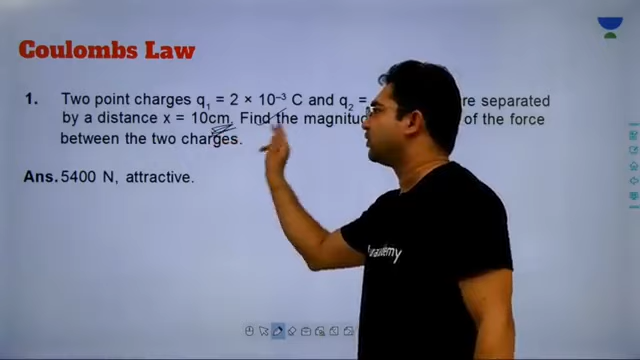 Coulombs Law
1. Two point charges q₁ = 2 × 10⁻³ C and q₂ = re separated
by a distance x = 10cm. Find the magnitud of the force
between the two charges.
Ans. 5400 N, attractive.